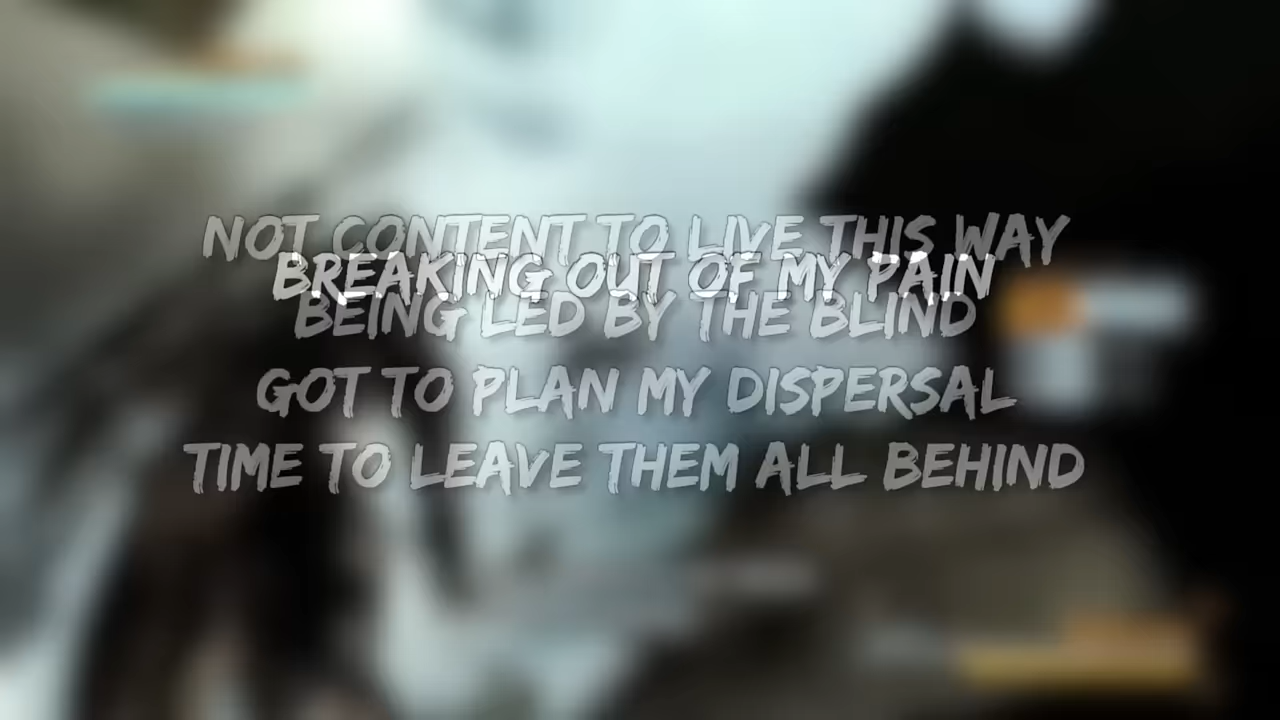 NOT CONTENT TO LIVE THIS WAY
BREAKING OUT OF MY PAIN
BEING LED BY THE BLIND
GOT TO PLAN MY DISPERSAL
TIME TO LEAVE THEM ALL BEHIND